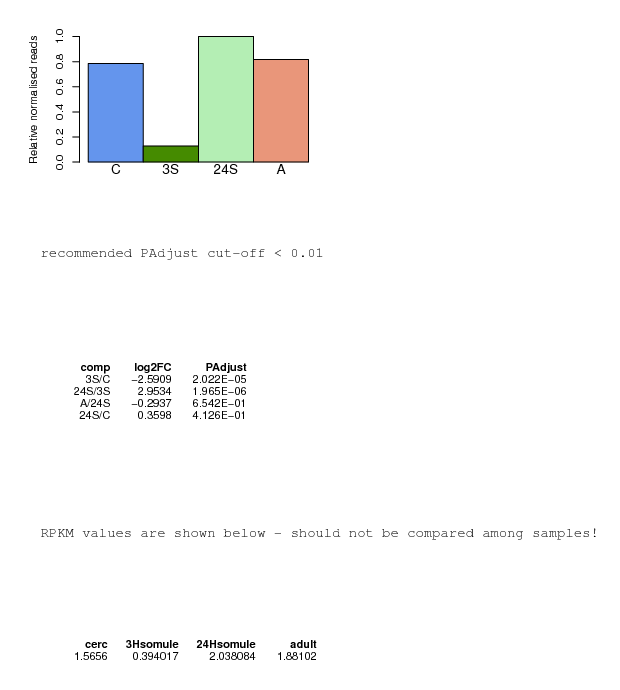 Relative normalised reads
1.0
0.8
0.6
0.4
0.2
0.0
C 3S 24S A
recommended PAdjust cut-off < 0.01
comp log2FC PAdjust
3S/C −2.5909 2.022E−05
24S/3S 2.9534 1.965E−06
A/24S −0.2937 6.542E−01
24S/C 0.3598 4.126E−01
RPKM values are shown below - should not be compared among samples!
cerc 3Hsomule 24Hsomule adult
1.5656 0.394017 2.038084 1.88102